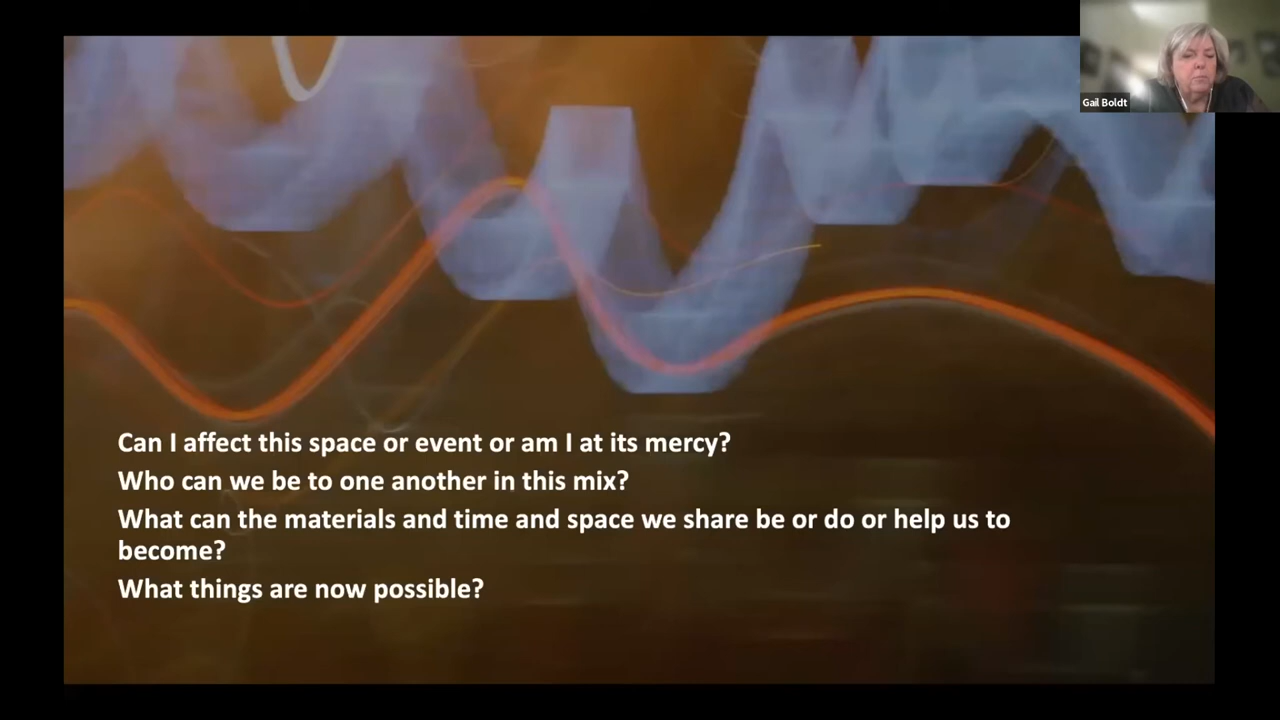 Gail Boldt
Can I affect this space or event or am I at its mercy?
Who can we be to one another in this mix?
What can the materials and time and space we share be or do or help us to
become?
What things are now possible?